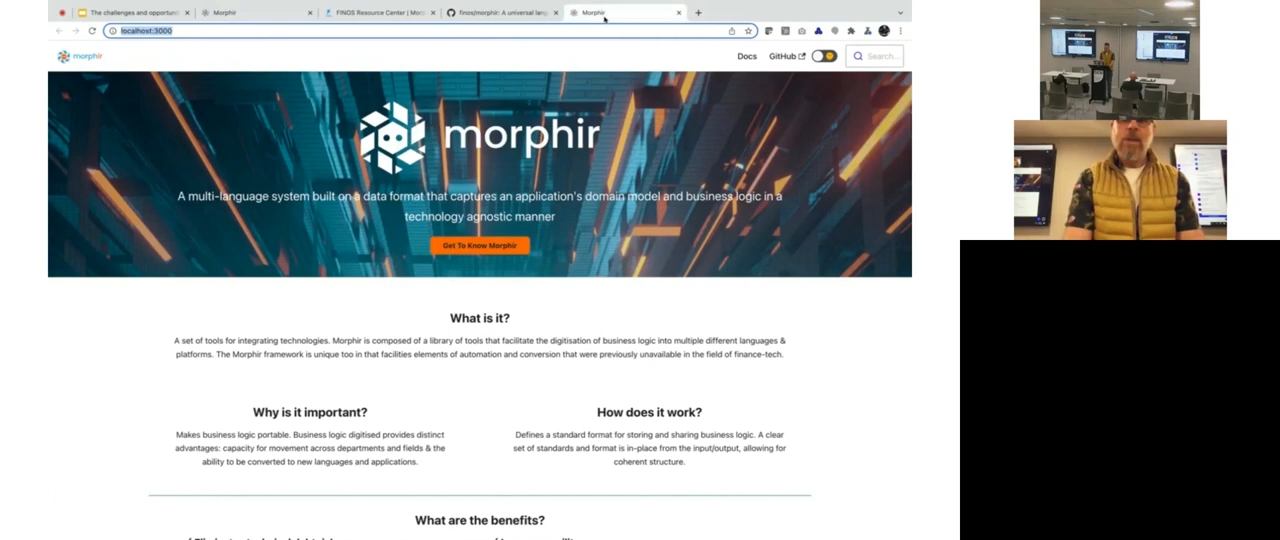 The challenges and opportuni
Morphir
FINOS Resource Center | Mor
finos/morphir: A universal lang
Morphir
localhost:3000
morphir
Docs
GitHub
Search...
morphir
A multi-language system built on a data format that captures an application's domain model and business logic in a
technology agnostic manner
Get To Know Morphir
What is it?
A set of tools for integrating technologies. Morphir is composed of a library of tools that facilitate the digitisation of business logic into multiple different languages &
platforms. The Morphir framework is unique too in that facilities elements of automation and conversion that were previously unavailable in the field of finance-tech.
Why is it important?
Makes business logic portable. Business logic digitised provides distinct
advantages: capacity for movement across departments and fields & the
ability to be converted to new languages and applications.
How does it work?
Defines a standard format for storing and sharing business logic. A clear
set of standards and format is in-place from the input/output, allowing for
coherent structure.
What are the benefits?